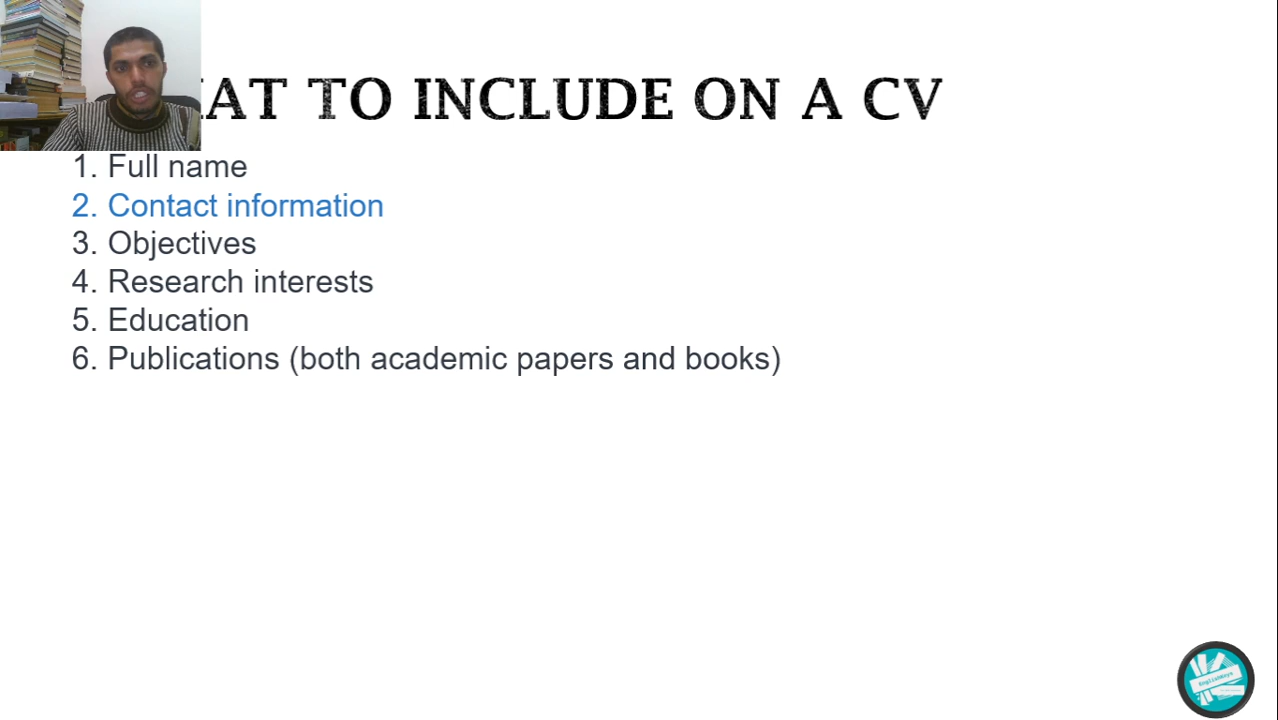 TO INCLUDE ON A CV
1. Full name
2. Contact information
3. Objectives
4. Research interests
5. Education
6. Publications (both academic papers and books)